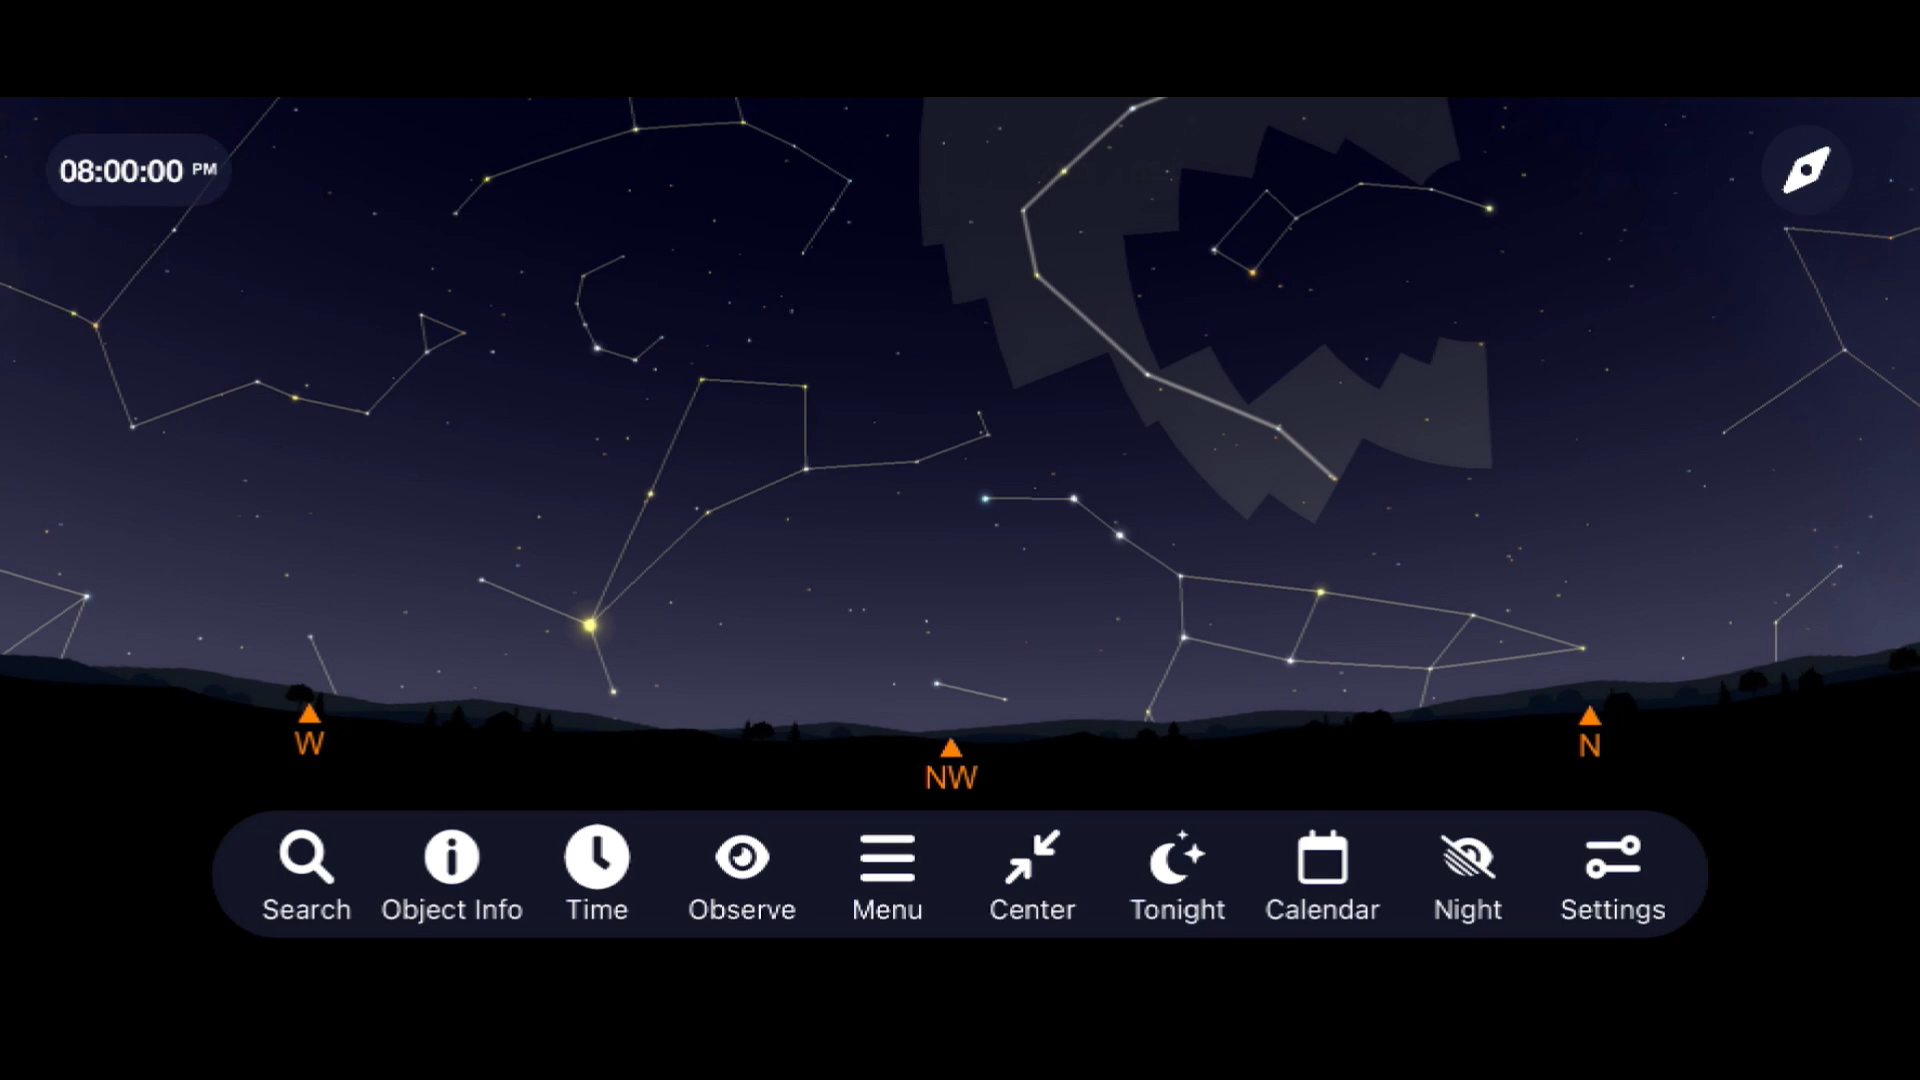 08:00:00 PM
W
NW
N
Search
Object Info
Time
Observe
Menu
Center
Tonight
Calendar
Night
Settings